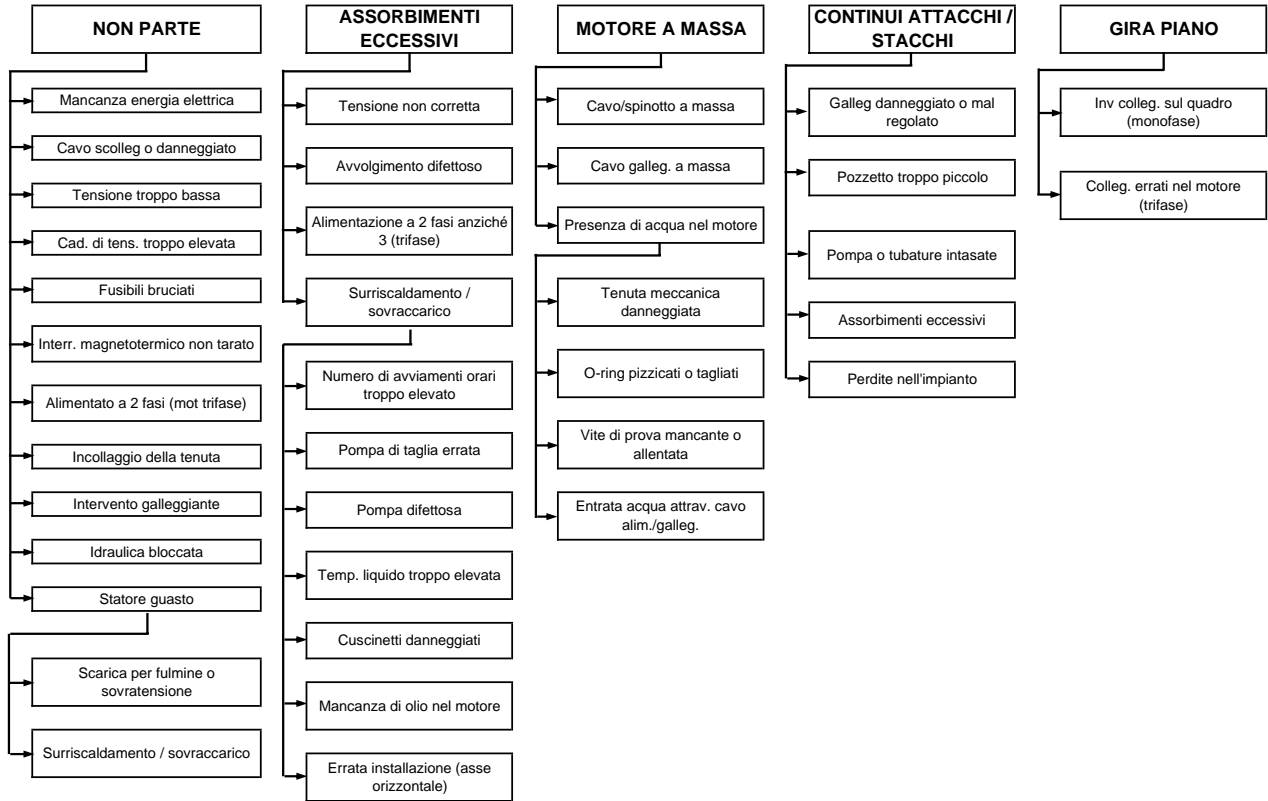 NON PARTE
Mancanza energia elettrica
Cavo scolleg o danneggiato
Tensione troppo bassa
Cad. di tens. troppo elevata
Fusibili bruciati
Interr. magnetotermico non tarato
Alimentato a 2 fasi (mot trifase)
Incollaggio della tenuta
Intervento galleggiante
Idraulica bloccata
Statore guasto
Scarica per fulmine o
sovratensione
Surriscaldamento / sovraccarico
ASSORBIMENTI
ECCESSIVI
Tensione non corretta
Avvolgimento difettoso
Alimentazione a 2 fasi anziché
3 (trifase)
Surriscaldamento /
sovraccarico
Numero di avviamenti orari
troppo elevato
Pompa di taglia errata
Pompa difettosa
Temp. liquido troppo elevata
Cuscinetti danneggiati
Mancanza di olio nel motore
Errata installazione (asse
orizzontale)
MOTORE A MASSA
Cavo/spinotto a massa
Cavo galleg. a massa
Presenza di acqua nel motore
Tenuta meccanica
danneggiata
O-ring pizzicati o tagliati
Vite di prova mancante o
allentata
Entrata acqua attrav. cavo
alim./galleg.
CONTINUI ATTACCHI /
STACCHI
Galleg danneggiato o mal
regolato
Pozzetto troppo piccolo
Pompa o tubature intasate
Assorbimenti eccessivi
Perdite nell'impianto
GIRA PIANO
Inv colleg. sul quadro
(monofase)
Colleg. errati nel motore
(trifase)